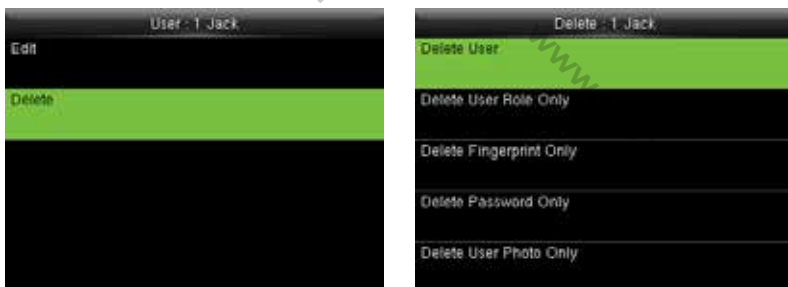 User : 1 Jack
Edit
Delete
Delete : 1 Jack
Delete User
Delete User Role Only
Delete Fingerprint Only
Delete Password Only
Delete User Photo Only
www.